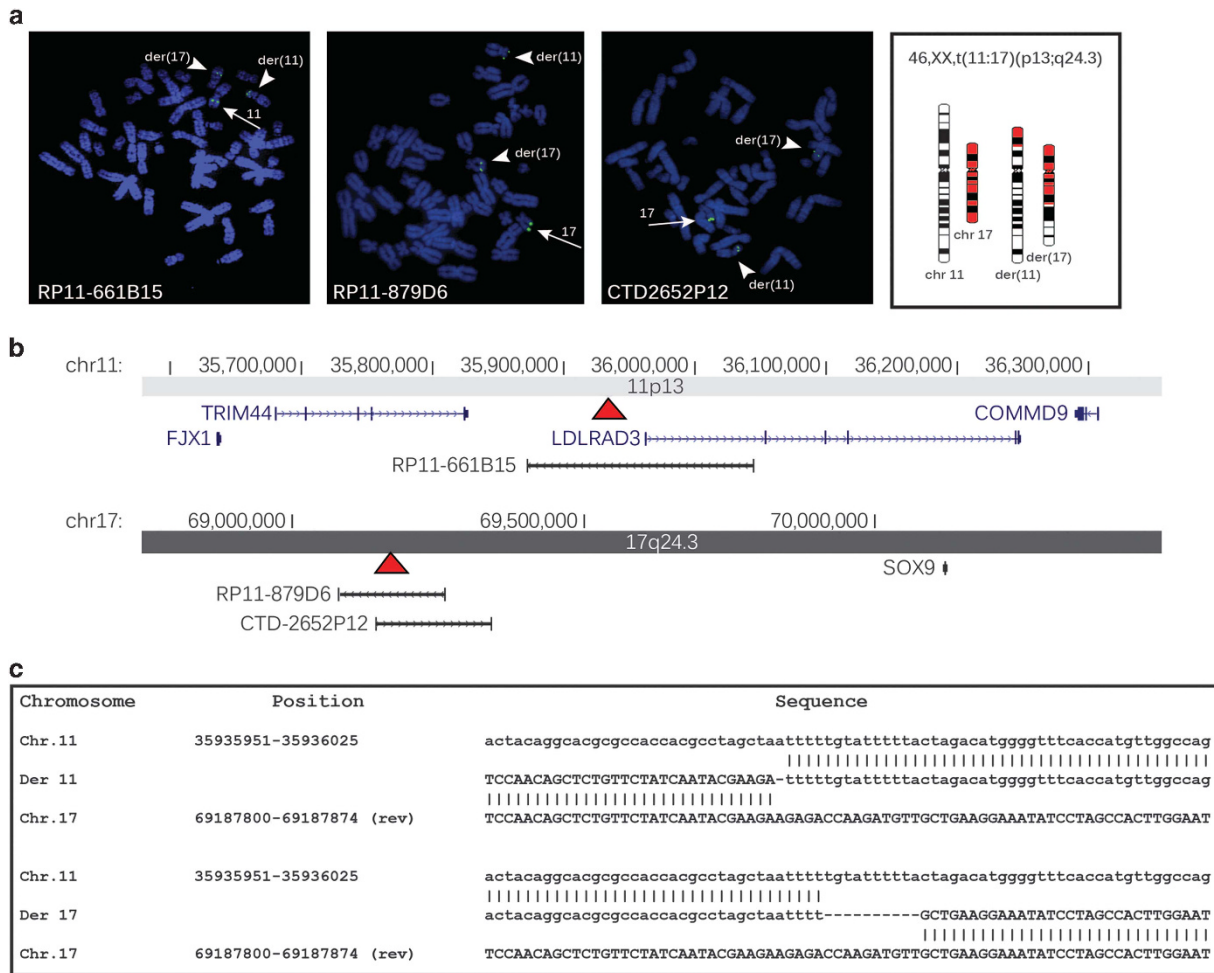 a
der(17)
der(11)
11
RP11-661B15
der(11)
der(17)
17
RP11-879D6
der(17)
17
der(11)
CTD2652P12
46,XX,t(11:17)(p13;q24.3)
chr 17
chr 11
der(11)
der(17)
b
chr11: 35,700,000 35,800,000 35,900,000 36,000,000 36,100,000 36,200,000 36,300,000
11p13
TRIM44 COMMD9
FJX1 LDLRAD3
RP11-661B15
chr17: 69,000,000 69,500,000 70,000,000
17q24.3
SOX9
RP11-879D6
CTD-2652P12
c
Chromosome Position Sequence
Chr.11 35935951-35936025 actacaggcacgcgccaccacgcctagctaatttttgtatttttactagacatggggtttcaccatgttggccag
Der 11 TCCAACAGCTCTGTTCTATCAATACGAAGA-tttttgtatttttactagacatggggtttcaccatgttggccag
Chr.17 69187800-69187874 (rev) TCCAACAGCTCTGTTCTATCAATACGAAGAAGAGACCAAGATGTTGCTGAAGGAAATATCCTAGCCACTTGGAAT
Chr.11 35935951-35936025 actacaggcacgcgccaccacgcctagctaatttttgtatttttactagacatggggtttcaccatgttggccag
Der 17 actacaggcacgcgccaccacgcctagctaatttt----------GCTGAAGGAAATATCCTAGCCACTTGGAAT
Chr.17 69187800-69187874 (rev) TCCAACAGCTCTGTTCTATCAATACGAAGAAGAGACCAAGATGTTGCTGAAGGAAATATCCTAGCCACTTGGAAT